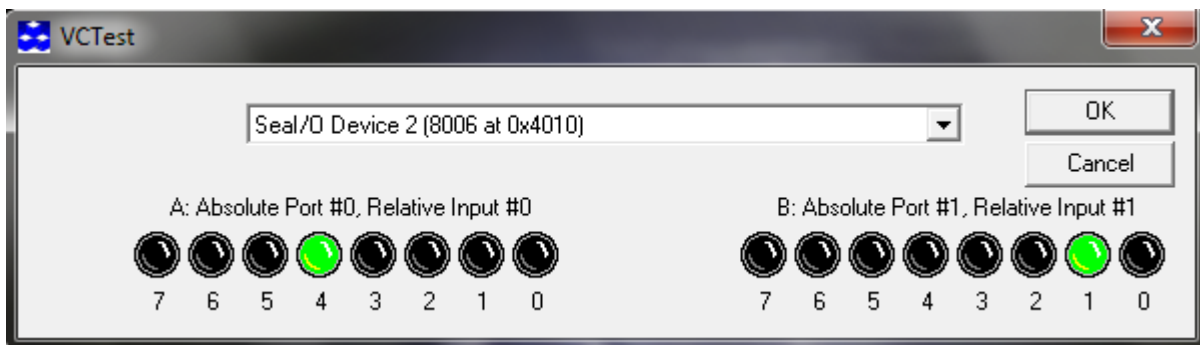 VCTest
SeaI/O Device 2 (8006 at 0x4010)
OK
Cancel
A: Absolute Port #0, Relative Input #0
B: Absolute Port #1, Relative Input #1
7 6 5 4 3 2 1 0
7 6 5 4 3 2 1 0